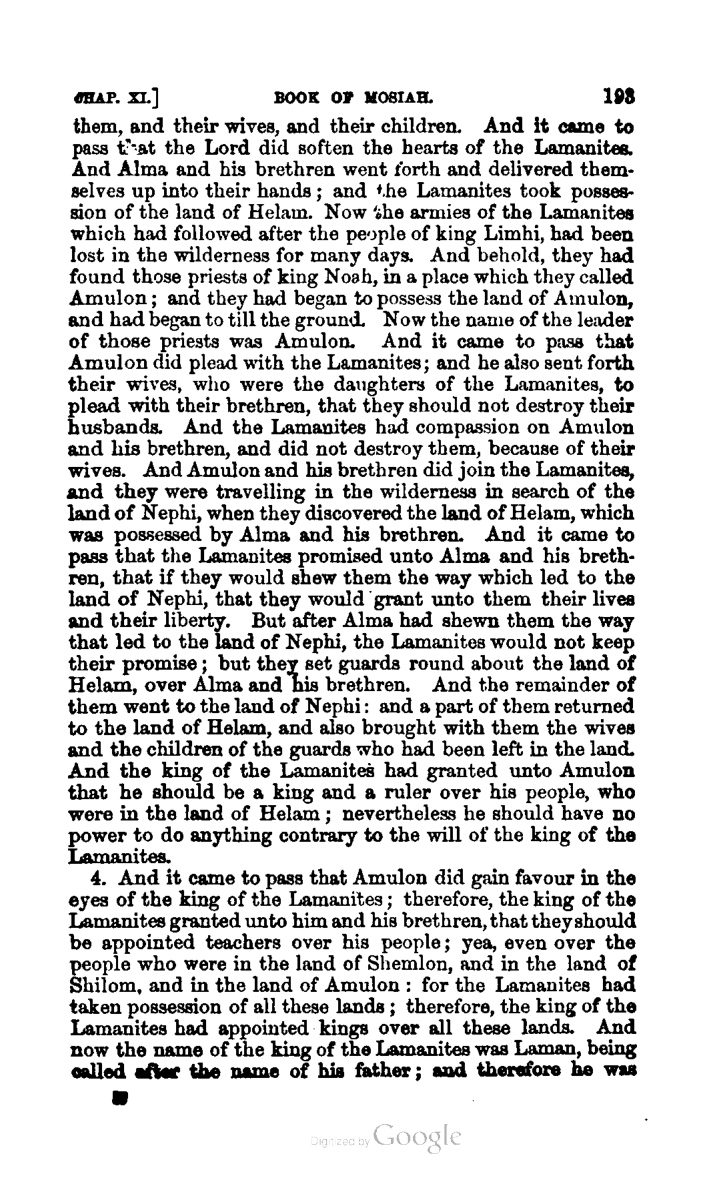 CHAP. XI.] BOOK OF MOSIAH. 193
them, and their wives, and their children. And it came to
pass that the Lord did soften the hearts of the Lamanites.
And Alma and his brethren went forth and delivered them-
selves up into their hands; and the Lamanites took posses-
sion of the land of Helam. Now the armies of the Lamanites
which had followed after the people of king Limhi, had been
lost in the wilderness for many days. And behold, they had
found those priests of king Noah, in a place which they called
Amulon; and they had began to possess the land of Amulon,
and had began to till the ground. Now the name of the leader
of those priests was Amulon. And it came to pass that
Amulon did plead with the Lamanites; and he also sent forth
their wives, who were the daughters of the Lamanites, to
plead with their brethren, that they should not destroy their
husbands. And the Lamanites had compassion on Amulon
and his brethren, and did not destroy them, because of their
wives. And Amulon and his brethren did join the Lamanites,
and they were travelling in the wilderness in search of the
land of Nephi, when they discovered the land of Helam, which
was possessed by Alma and his brethren. And it came to
pass that the Lamanites promised unto Alma and his breth-
ren, that if they would shew them the way which led to the
land of Nephi, that they would grant unto them their lives
and their liberty. But after Alma had shewn them the way
that led to the land of Nephi, the Lamanites would not keep
their promise; but they set guards round about the land of
Helam, over Alma and his brethren. And the remainder of
them went to the land of Nephi: and a part of them returned
to the land of Helam, and also brought with them the wives
and the children of the guards who had been left in the land.
And the king of the Lamanites had granted unto Amulon
that he should be a king and a ruler over his people, who
were in the land of Helam; nevertheless he should have no
power to do anything contrary to the will of the king of the
Lamanites.
4. And it came to pass that Amulon did gain favour in the
eyes of the king of the Lamanites; therefore, the king of the
Lamanites granted unto him and his brethren, that they should
be appointed teachers over his people; yea, even over the
people who were in the land of Shemlon, and in the land of
Shilom, and in the land of Amulon: for the Lamanites had
taken possession of all these lands; therefore, the king of the
Lamanites had appointed kings over all these lands. And
now the name of the king of the Lamanites was Laman, being
called after the name of his father; and therefore he was
Digitized by Google